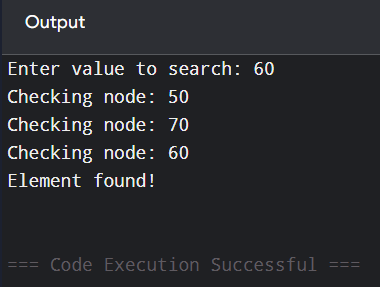 Output
Enter value to search: 60
Checking node: 50
Checking node: 70
Checking node: 60
Element found!
=== Code Execution Successful ===